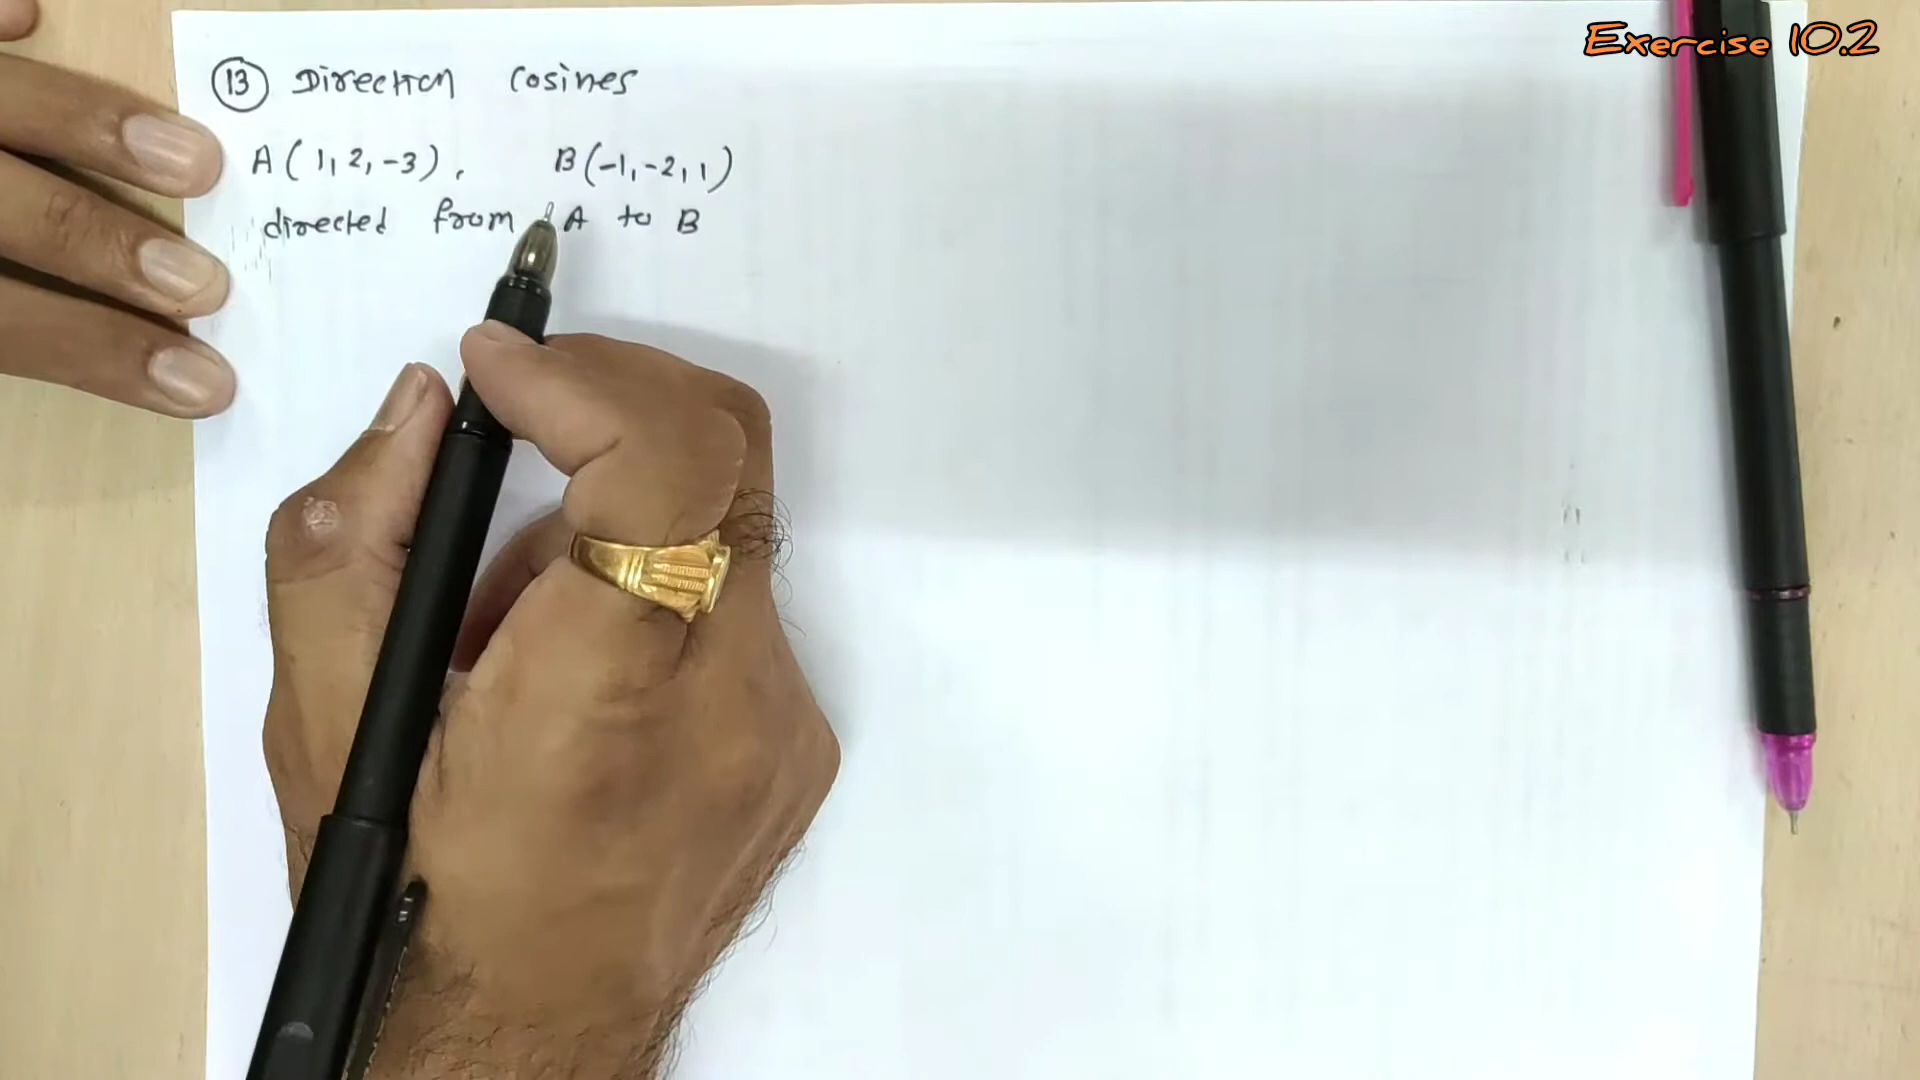 Exercise 10.2
13 Direction Cosines
A(1, 2, -3), B(-1, -2, 1)
directed from A to B